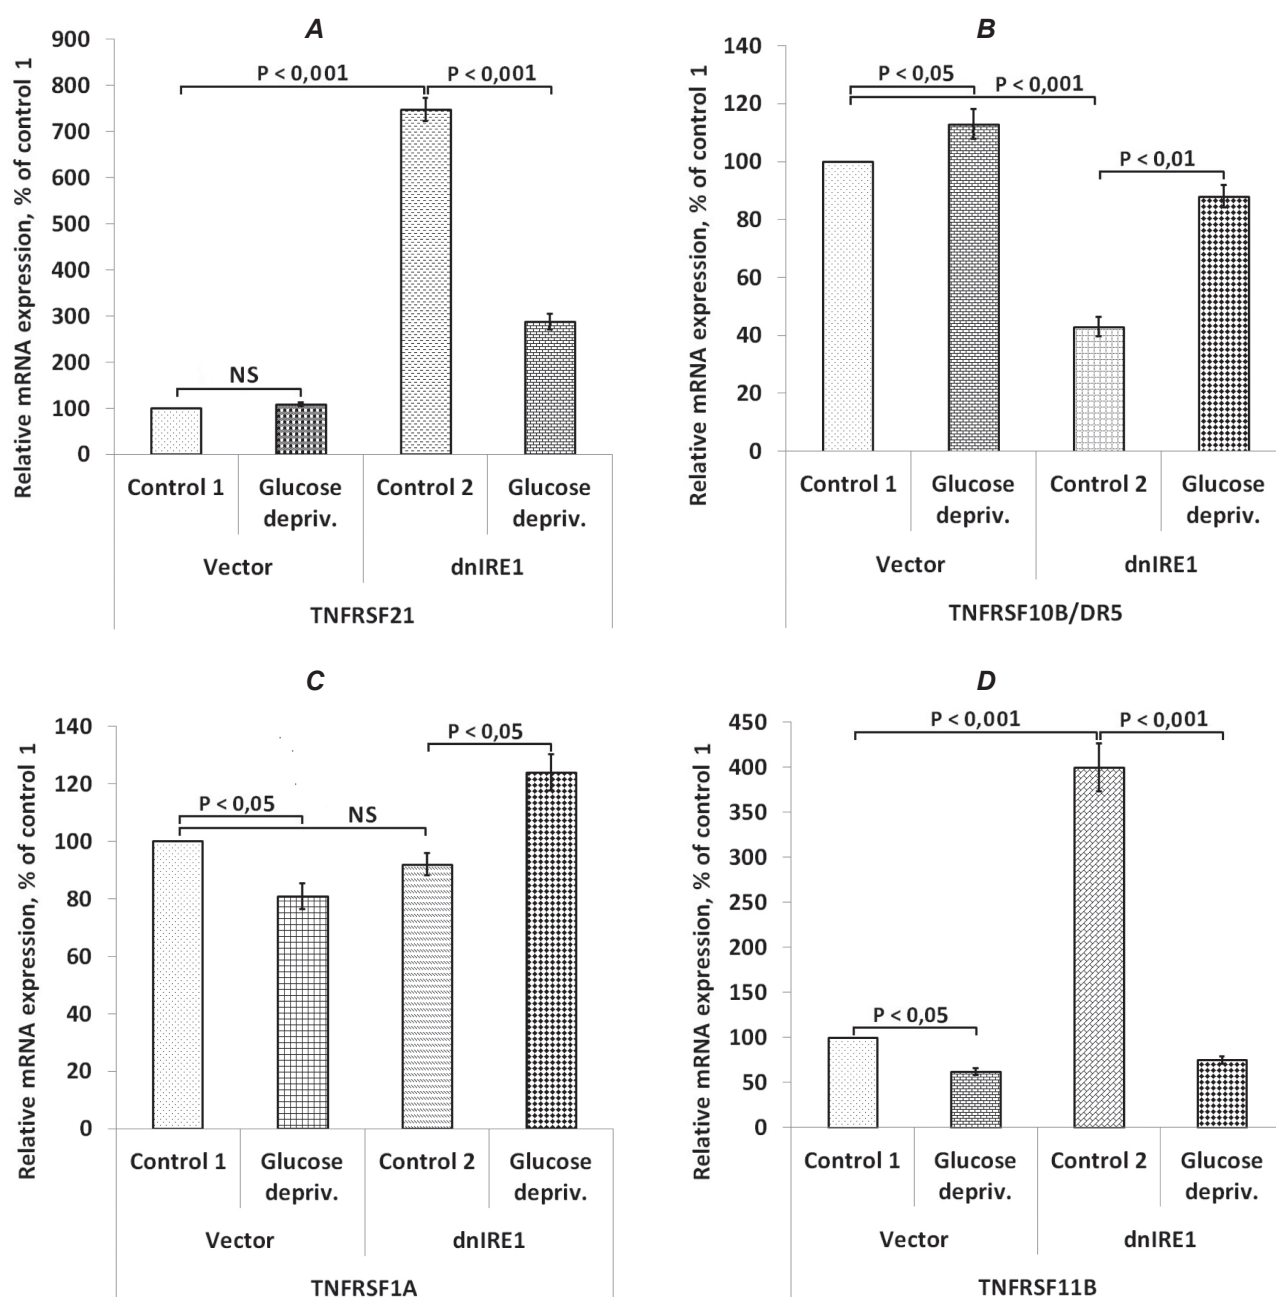 A
Relative mRNA expression, % of control 1
900
800
700
600
500
400
300
200
100
0
P < 0,001
P < 0,001
NS
Control 1
Glucose
depriv.
Control 2
Glucose
depriv.
Vector
dnIRE1
TNFRSF21
B
Relative mRNA expression, % of control 1
140
120
100
80
60
40
20
0
P < 0,05
P < 0,001
P < 0,01
Control 1
Glucose
depriv.
Control 2
Glucose
depriv.
Vector
dnIRE1
TNFRSF10B/DR5
C
Relative mRNA expression, % of control 1
140
120
100
80
60
40
20
0
P < 0,05
P < 0,05
NS
Control 1
Glucose
depriv.
Control 2
Glucose
depriv.
Vector
dnIRE1
TNFRSF1A
D
Relative mRNA expression, % of control 1
450
400
350
300
250
200
150
100
50
0
P < 0,001
P < 0,001
P < 0,05
Control 1
Glucose
depriv.
Control 2
Glucose
depriv.
Vector
dnIRE1
TNFRSF11B